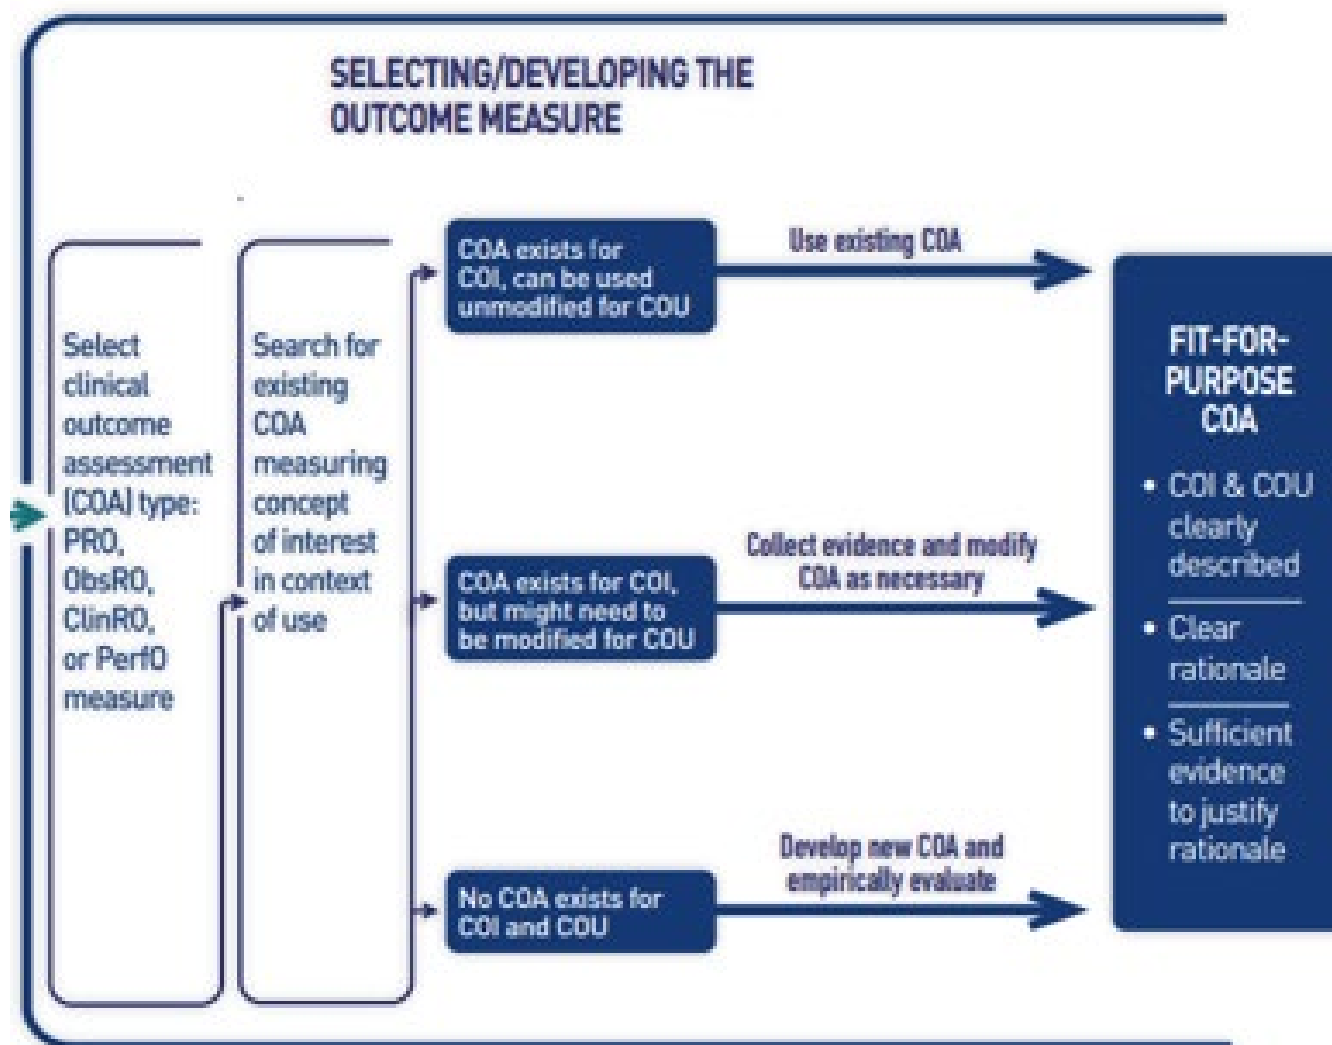 SELECTING/DEVELOPING THE
OUTCOME MEASURE
Select
clinical
outcome
assessment
(COA) type:
PRO,
ObsRO,
ClinRO,
or PerfO
measure
Search for
existing
COA
measuring
concept
of interest
in context
of use
COA exists for
COI, can be used
unmodified for COU
Use existing COA
COA exists for COI,
but might need to
be modified for COU
Collect evidence and modify
COA as necessary
No COA exists for
COI and COU
Develop new COA and
empirically evaluate
FIT-FOR-
PURPOSE
COA
• COI & COU
clearly
described
• Clear
rationale
• Sufficient
evidence
to justify
rationale